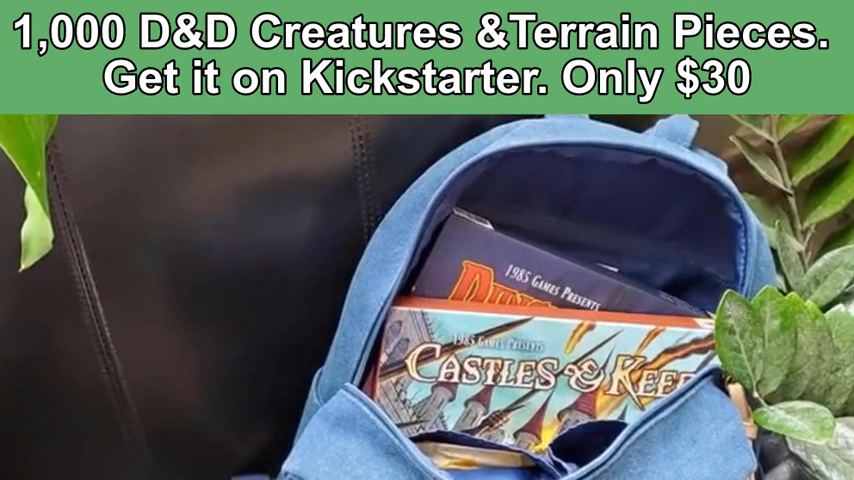 1,000 D&D Creatures &Terrain Pieces.
Get it on Kickstarter. Only $30
1985 Games Presents
1985 Games Presents
Castles & Kee